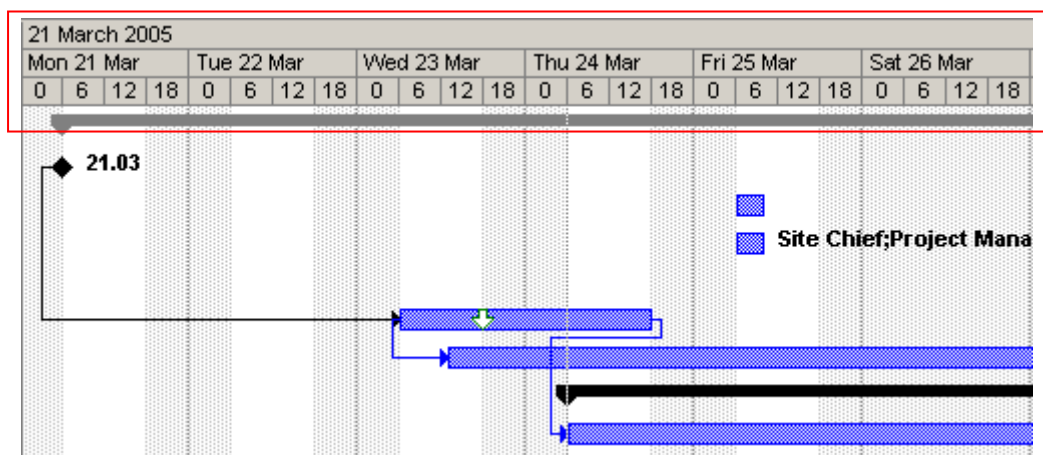 21 March 2005
Mon 21 Mar Tue 22 Mar Wed 23 Mar Thu 24 Mar Fri 25 Mar Sat 26 Mar
0 6 12 18 0 6 12 18 0 6 12 18 0 6 12 18 0 6 12 18 0 6 12 18
21.03
Site Chief;Project Mana